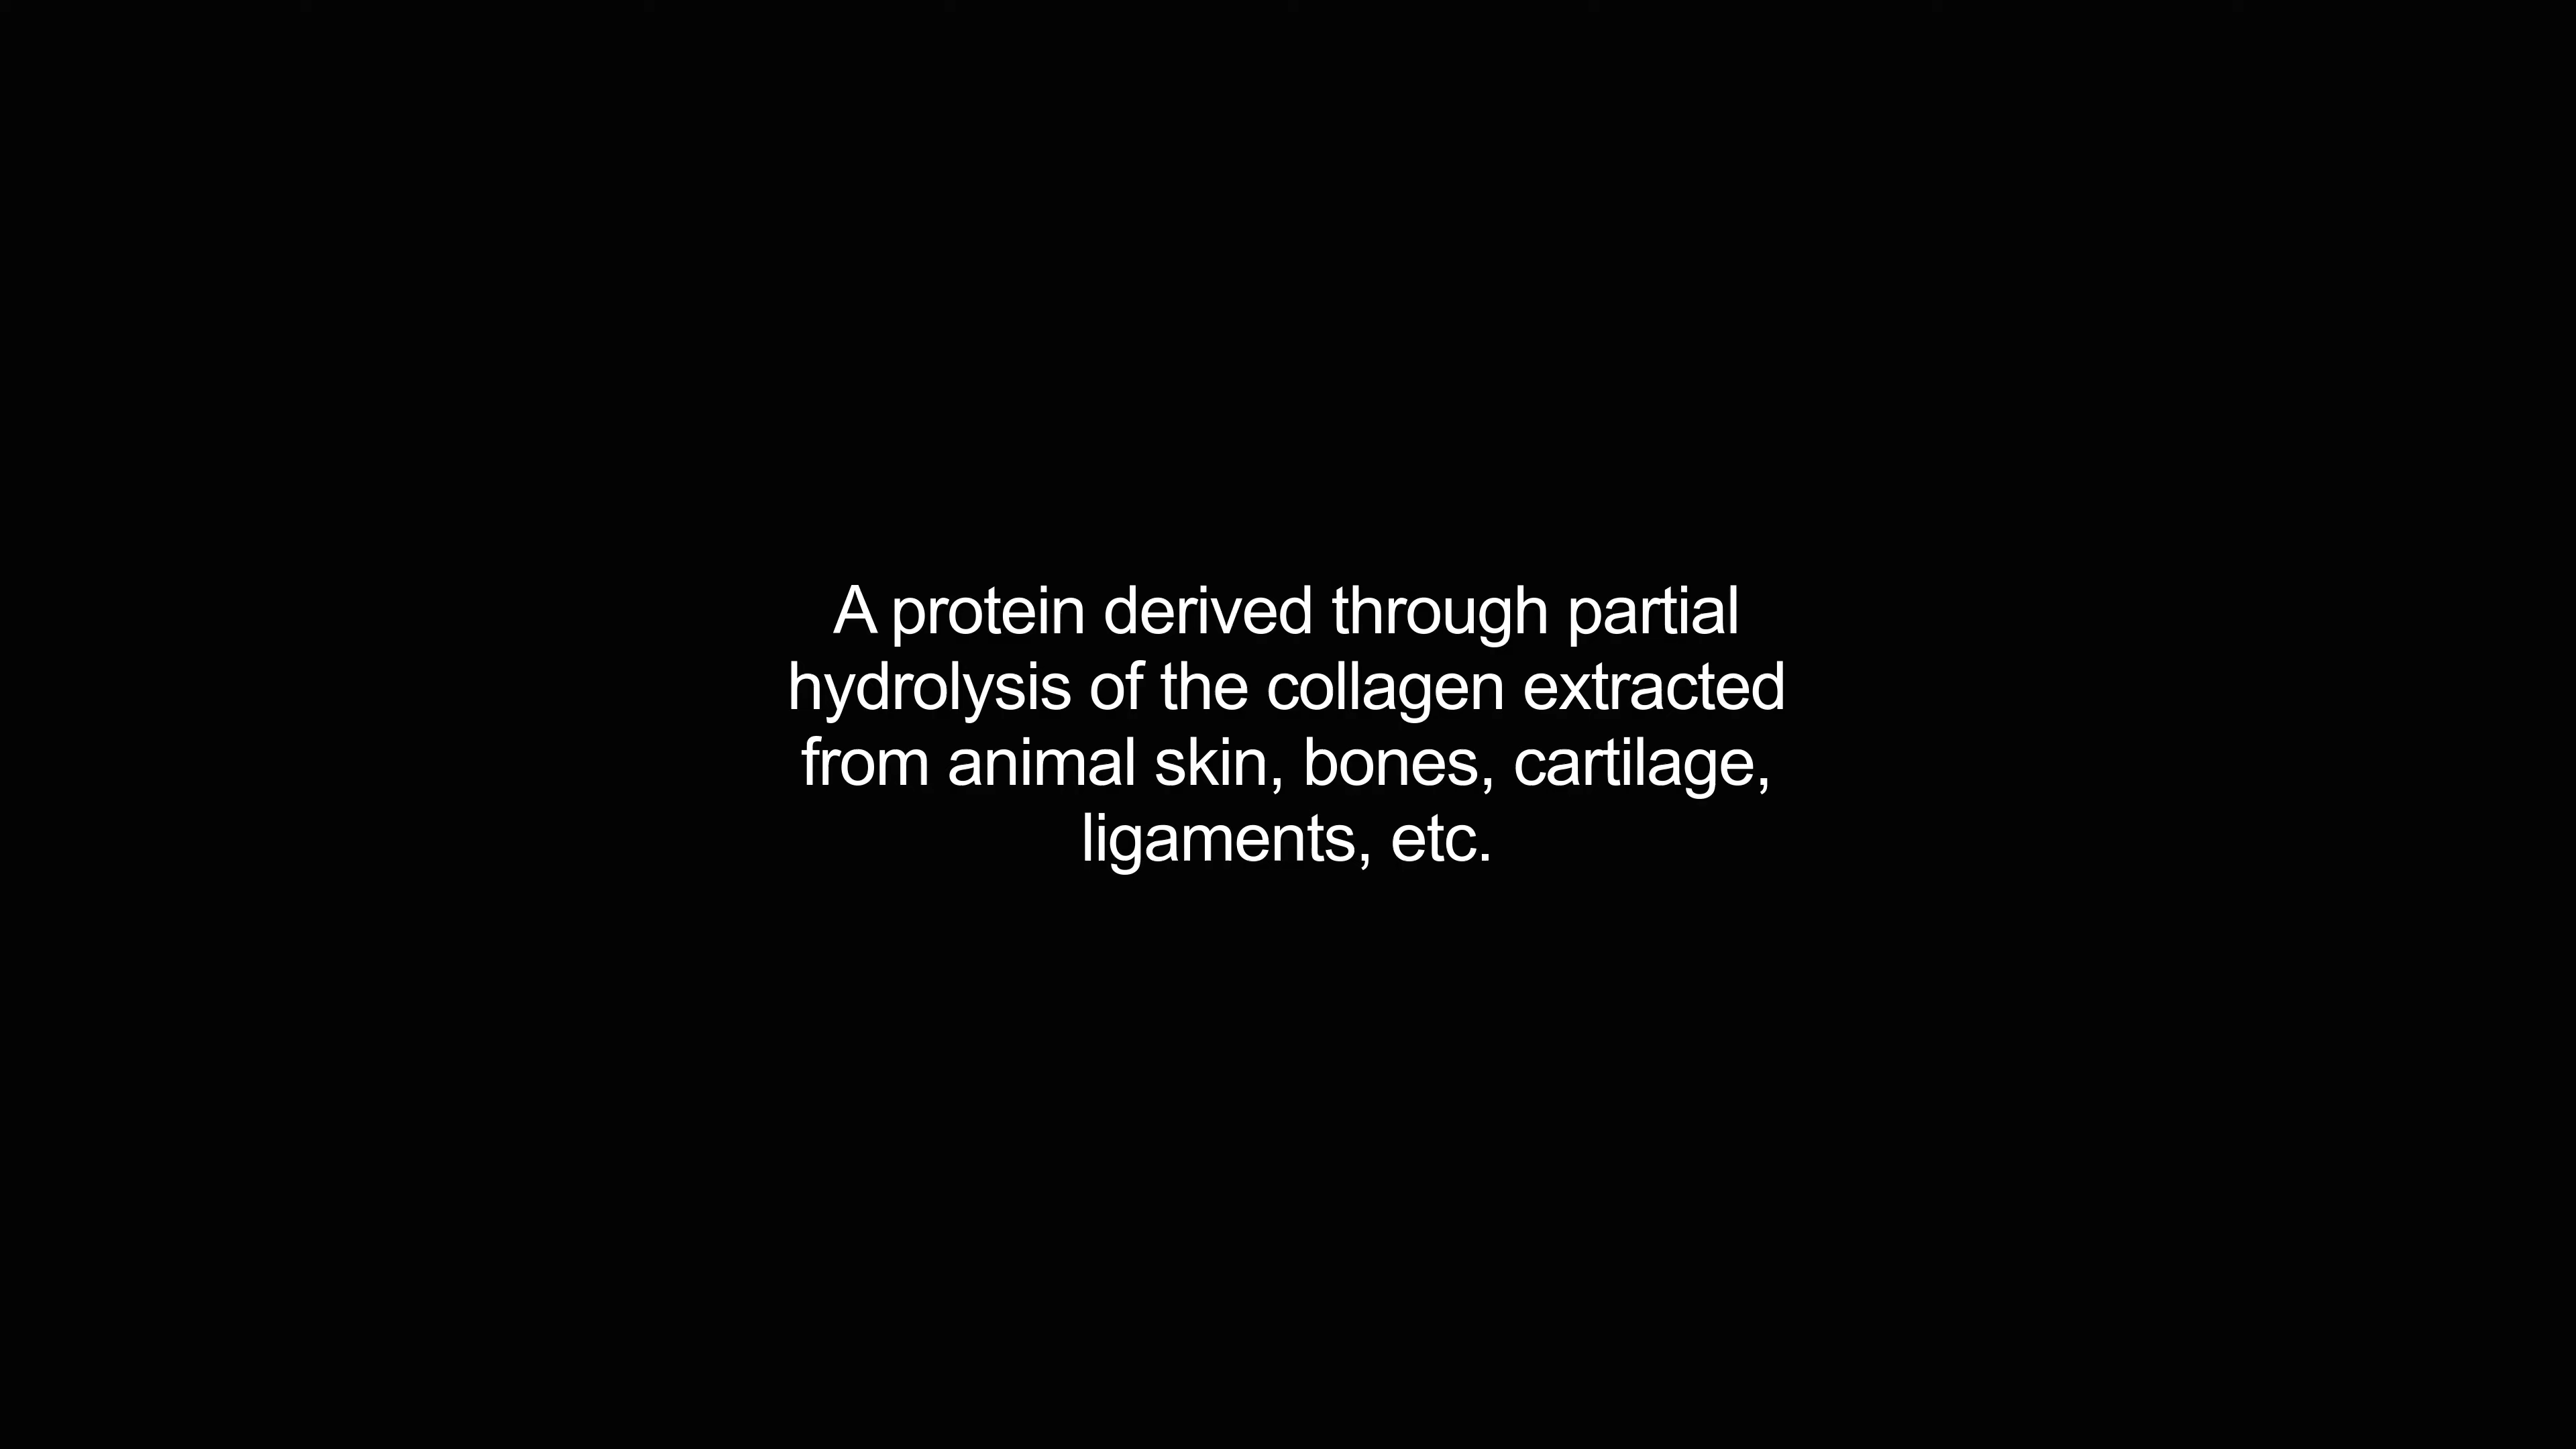 A protein derived through partial
hydrolysis of the collagen extracted
from animal skin, bones, cartilage,
ligaments, etc.